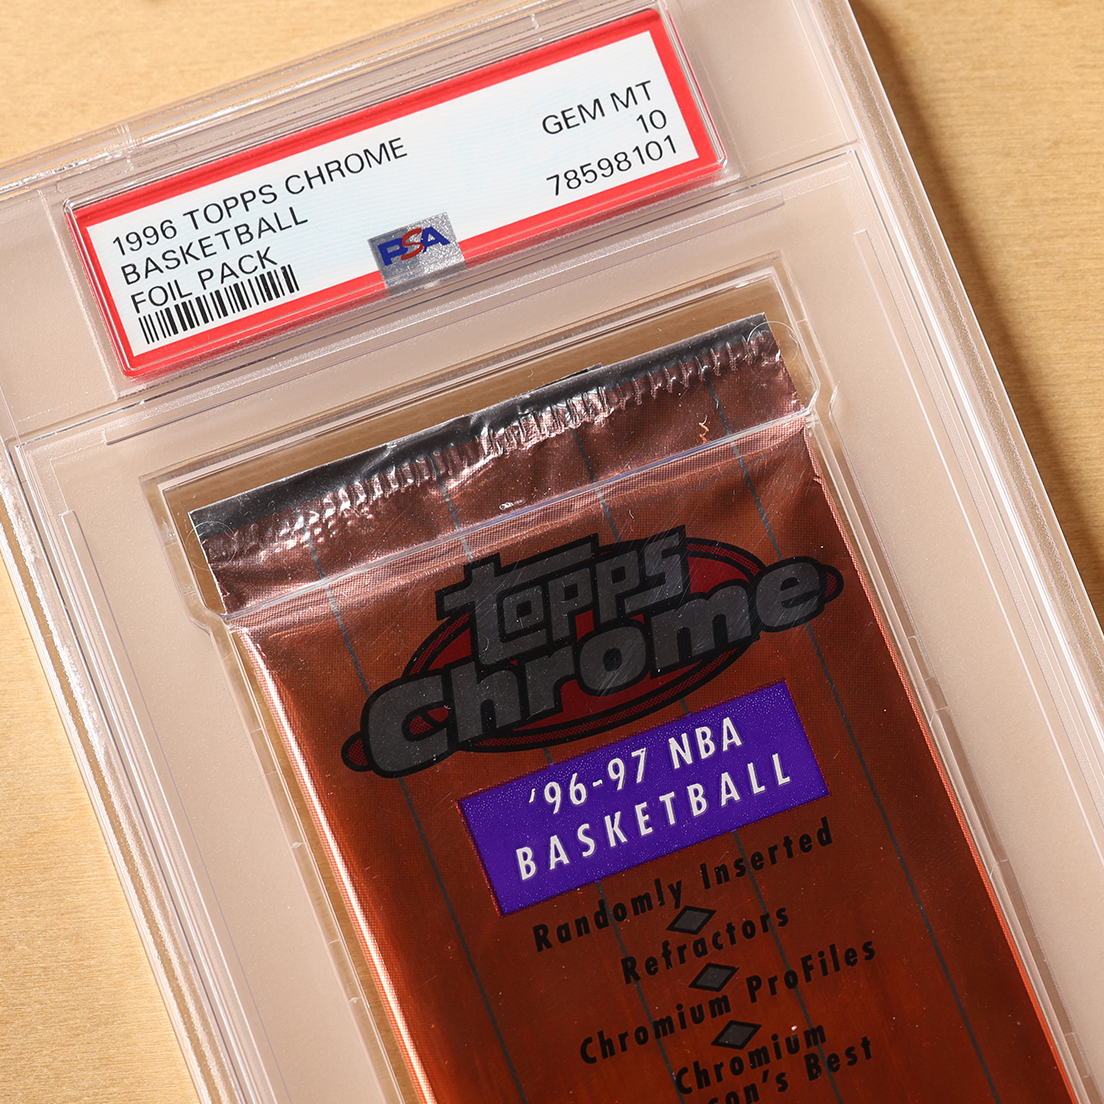 1996 TOPPS CHROME
BASKETBALL
FOIL PACK
GEM MT
10
78598101
PSA
topps
Chrome
'96-97 NBA
BASKETBALL
Randomly Inserted
Refractors
Chromium ProFiles
Chromium
Best